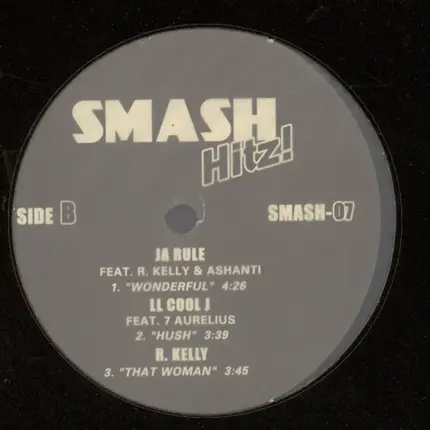 SMASH
Hitz!
SIDE B
SMASH-07
JA RULE
FEAT. R. KELLY & ASHANTI
1. "WONDERFUL" 4:26
LL COOL J
FEAT. 7 AURELIUS
2. "HUSH" 3:39
R. KELLY
3. "THAT WOMAN" 3:45